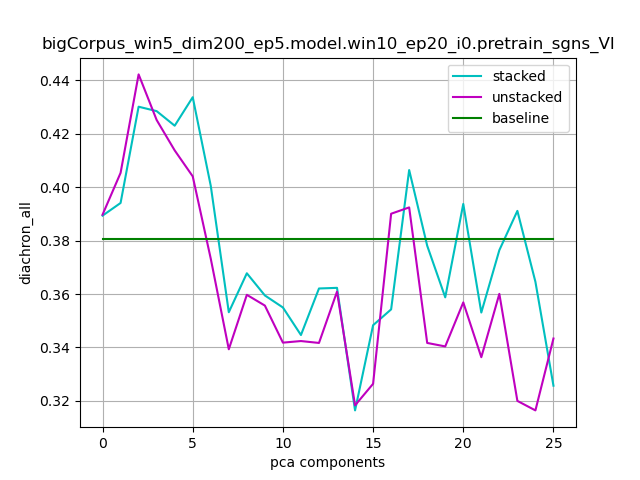 bigCorpus_win5_dim200_ep5.model.win10_ep20_i0.pretrain_sgns_VI
stacked
unstacked
baseline
0.44
0.42
0.40
0.38
0.36
0.34
0.32
diachron_all
0
5
10
15
20
25
pca components